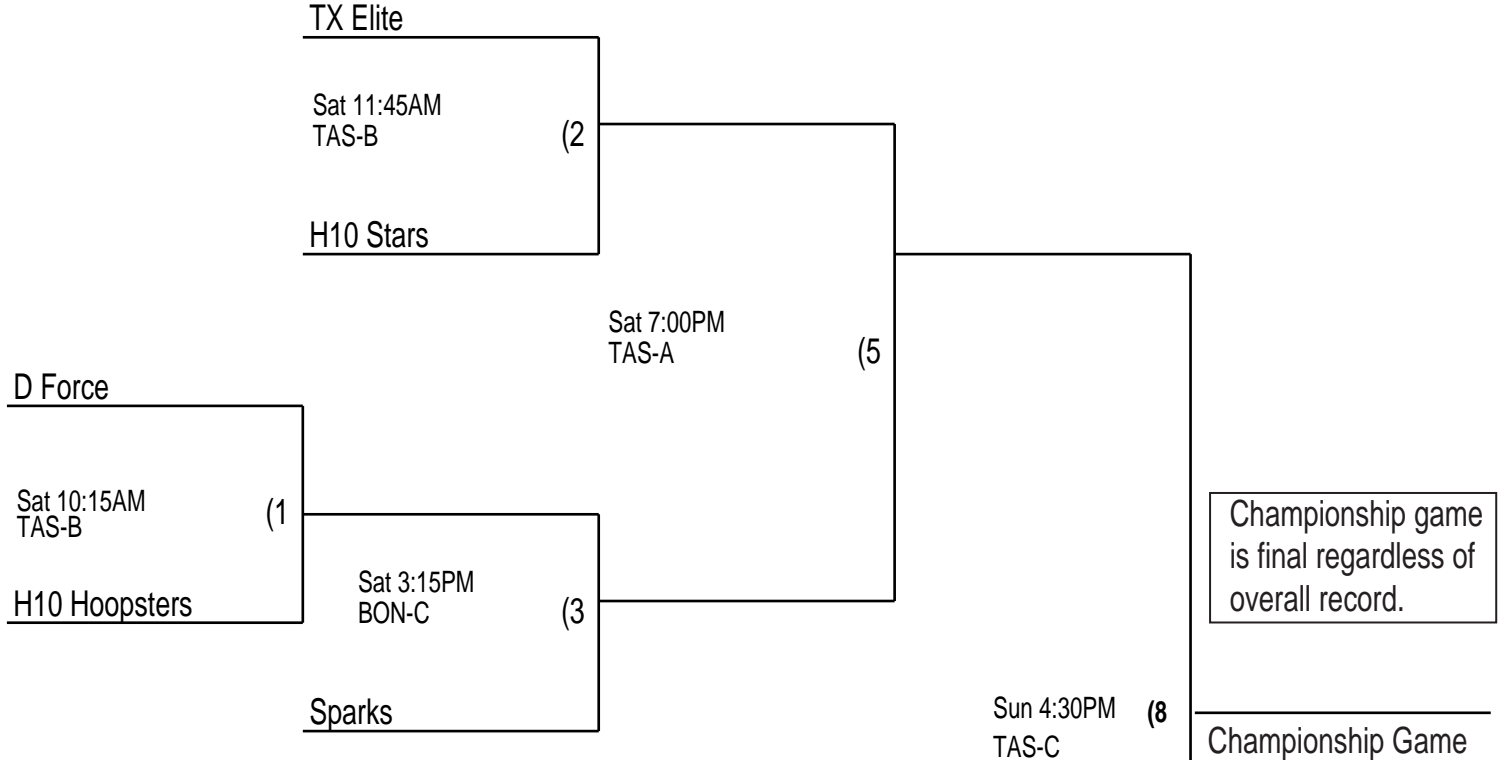 TX Elite
Sat 11:45AM
TAS-B
(2
H10 Stars
Sat 7:00PM
TAS-A
(5
D Force
Sat 10:15AM
TAS-B
(1
H10 Hoopsters
Sat 3:15PM
BON-C
(3
Sparks
Championship game
is final regardless of
overall record.
Sun 4:30PM
TAS-C
(8
Championship Game